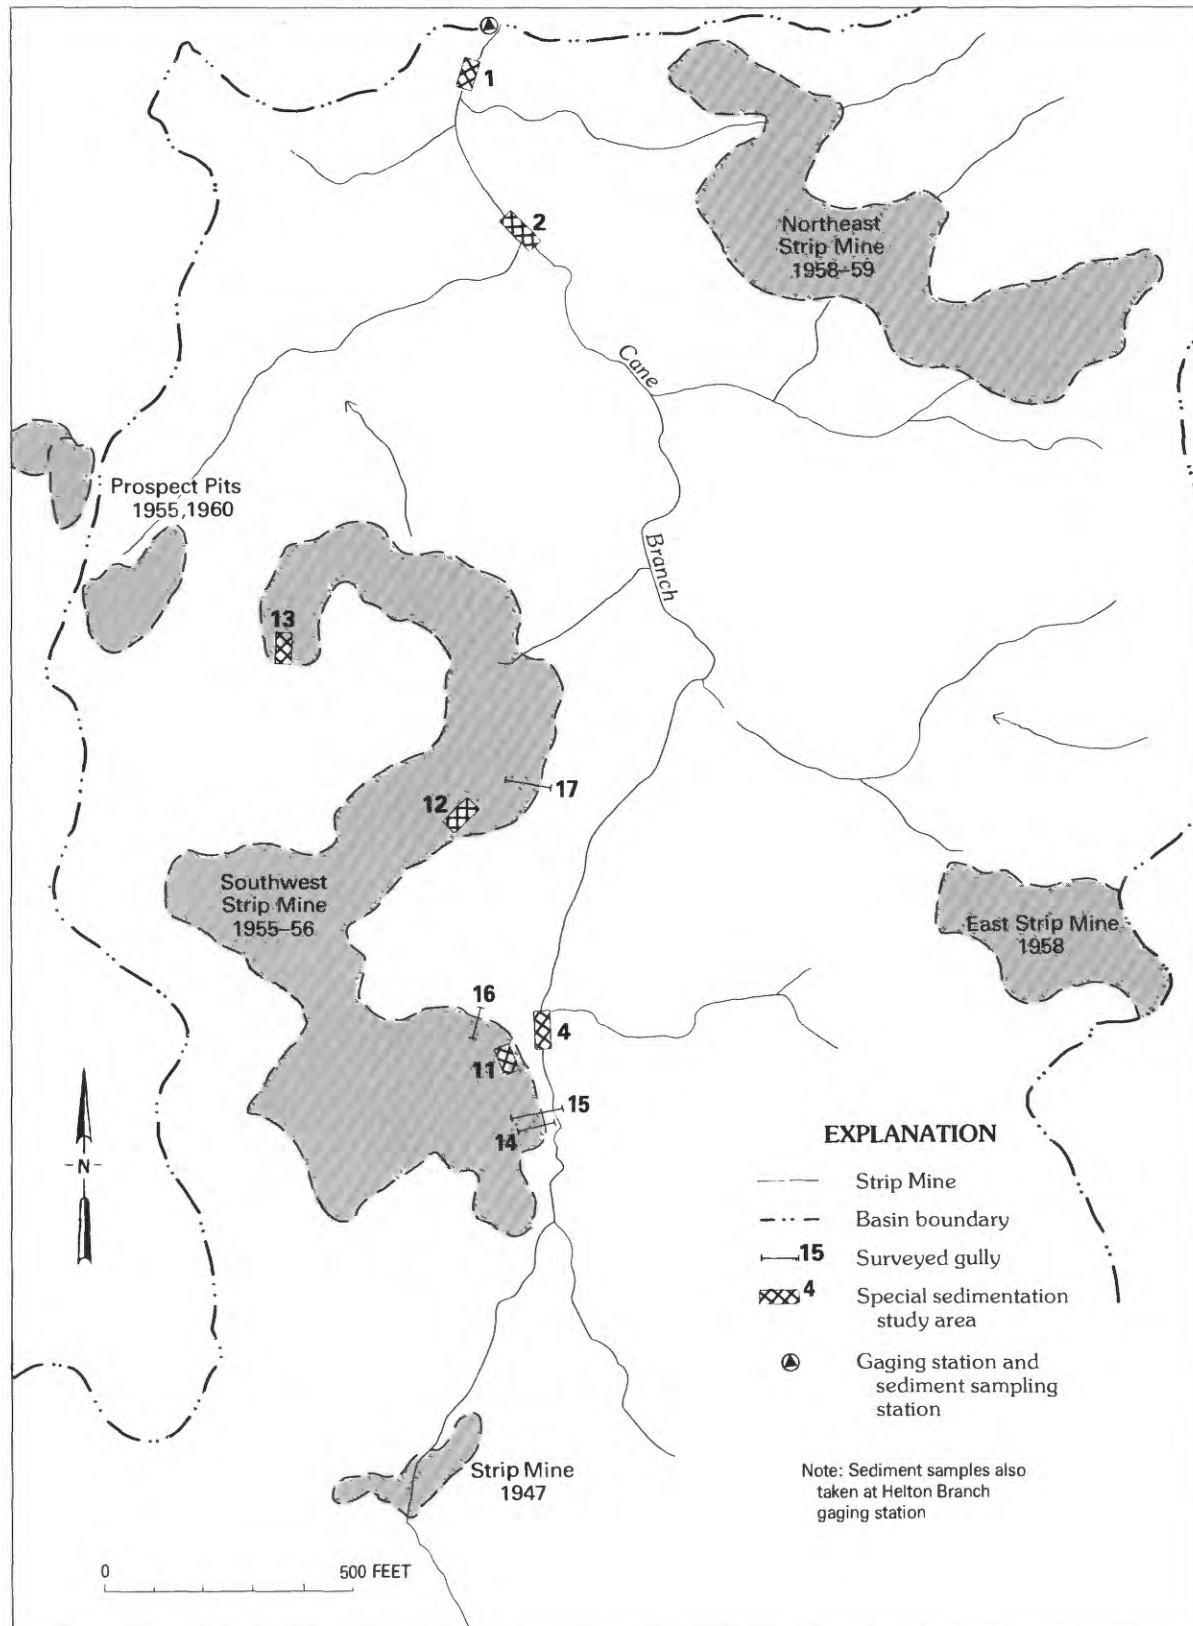 1
2
Northeast
Strip Mine
1958–59
Cane
Branch
Prospect Pits
1955,1960
13
17
12
Southwest
Strip Mine
1955–56
East Strip Mine
1958
16
4
11
15
14
N
EXPLANATION
Strip Mine
Basin boundary
15 Surveyed gully
4 Special sedimentation
study area
Gaging station and
sediment sampling
station
Strip Mine
1947
Note: Sediment samples also
taken at Helton Branch
gaging station
0 500 FEET